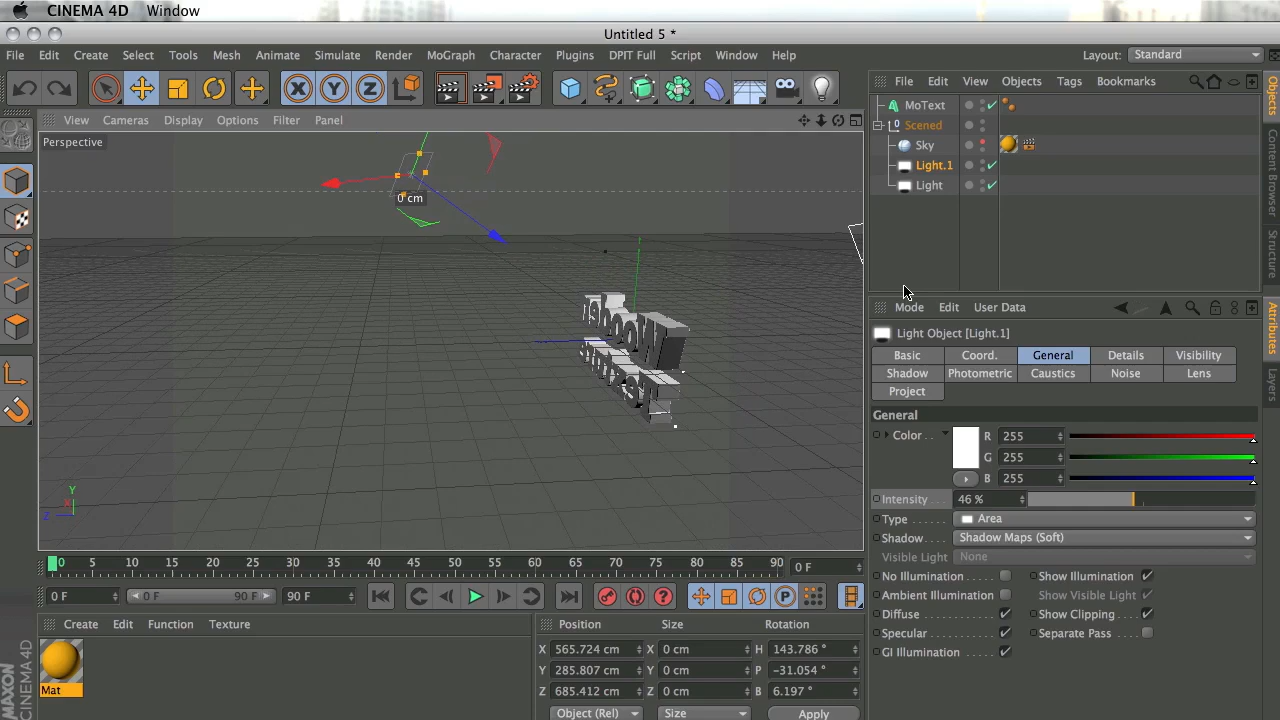 CINEMA 4D Window
Untitled 5 *
File Edit Create Select Tools Mesh Animate Simulate Render MoGraph Character Plugins DPIT Full Script Window Help Layout: Standard
X Y Z
File Edit View Objects Tags Bookmarks
View Cameras Display Options Filter Panel
Perspective
MoText
Scened
Sky
Light.1
Light
0 cm
Objects
Content Browser
Structure
Attributes
Layers
Mode Edit User Data
Light Object [Light.1]
Basic Coord. General Details Visibility
Shadow Photometric Caustics Noise Lens
Project
General
Color . . R 255
G 255
B 255
Intensity 46 %
Type . . . . . . Area
Shadow . . . . Shadow Maps (Soft)
Visible Light None
No Illumination . . . . . Show Illumination
Ambient Illumination Show Visible Light
Diffuse . . . . . . . . . . . Show Clipping . . .
Specular . . . . . . . . . . Separate Pass . . .
GI Illumination . . . . .
Y
X
Z
0 5 10 15 20 25 30 35 40 45 50 55 60 65 70 75 80 85 90 0 F
0 F 0 F 90 F 90 F
P
Create Edit Function Texture
Mat
Position Size Rotation
X 565.724 cm X 0 cm H 143.786 °
Y 285.807 cm Y 0 cm P -31.054 °
Z 685.412 cm Z 0 cm B 6.197 °
Object (Rel) Size Apply
MAXON
CINEMA 4D